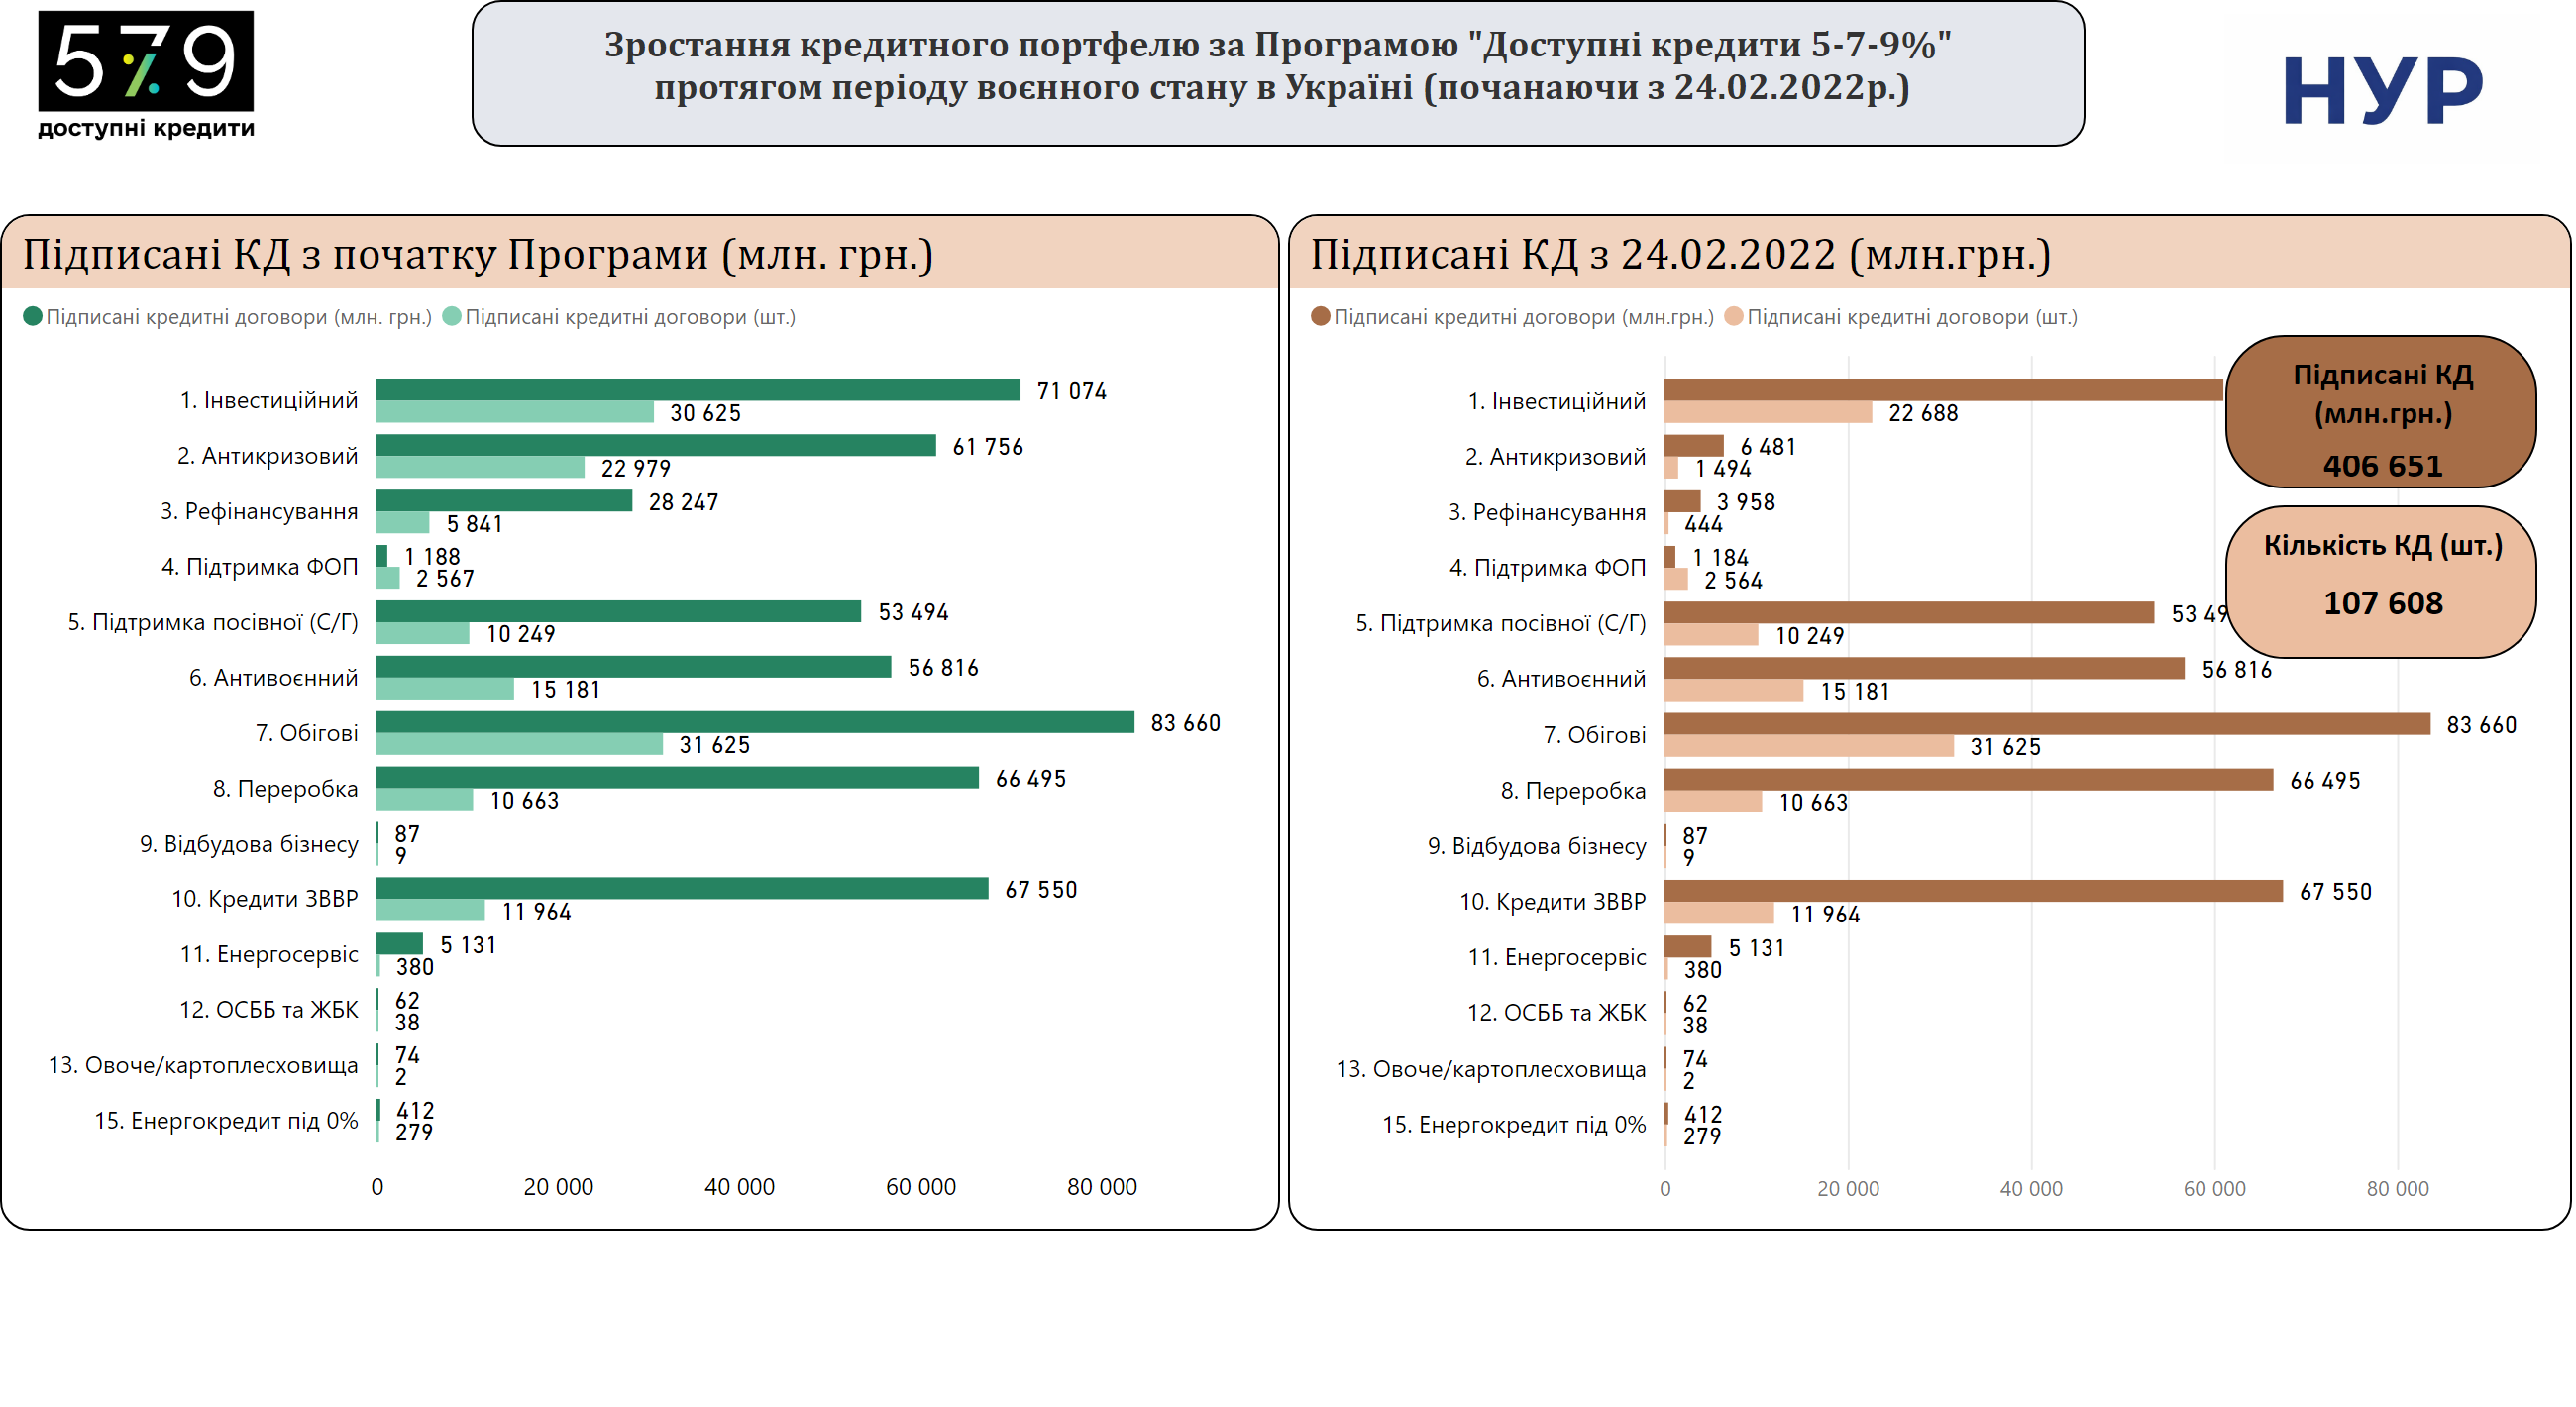 579
доступні кредити
Зростання кредитного портфелю за Програмою "Доступні кредити 5-7-9%"
протягом періоду воєнного стану в Україні (починаючи з 24.02.2022р.)
НУР
Підписані КД з початку Програми (млн. грн.)
Підписані кредитні договори (млн. грн.) Підписані кредитні договори (шт.)
1. Інвестиційний 71 074
30 625
2. Антикризовий 61 756
22 979
3. Рефінансування 28 247
5 841
4. Підтримка ФОП 1 188
2 567
5. Підтримка посівної (С/Г) 53 494
10 249
6. Антивоєнний 56 816
15 181
7. Обігові 83 660
31 625
8. Переробка 66 495
10 663
9. Відбудова бізнесу 87
9
10. Кредити ЗВВР 67 550
11 964
11. Енергосервіс 5 131
380
12. ОСББ та ЖБК 62
38
13. Овоче/картоплесховища 74
2
15. Енергокредит під 0% 412
279
0 20 000 40 000 60 000 80 000
Підписані КД з 24.02.2022 (млн.грн.)
Підписані кредитні договори (млн.грн.) Підписані кредитні договори (шт.)
Підписані КД
(млн.грн.)
406 651
Кількість КД (шт.)
107 608
1. Інвестиційний
22 688
2. Антикризовий 6 481
1 494
3. Рефінансування 3 958
444
4. Підтримка ФОП 1 184
2 564
5. Підтримка посівної (С/Г) 53 49
10 249
6. Антивоєнний 56 816
15 181
7. Обігові 83 660
31 625
8. Переробка 66 495
10 663
9. Відбудова бізнесу 87
9
10. Кредити ЗВВР 67 550
11 964
11. Енергосервіс 5 131
380
12. ОСББ та ЖБК 62
38
13. Овоче/картоплесховища 74
2
15. Енергокредит під 0% 412
279
0 20 000 40 000 60 000 80 000